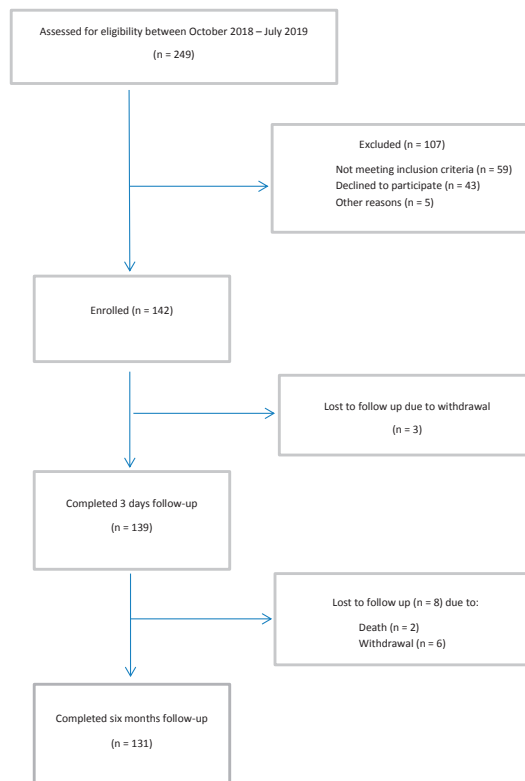 Assessed for eligibility between October 2018 – July 2019
(n = 249)
Excluded (n = 107)
Not meeting inclusion criteria (n = 59)
Declined to participate (n = 43)
Other reasons (n = 5)
Enrolled (n = 142)
Lost to follow up due to withdrawal
(n = 3)
Completed 3 days follow-up
(n = 139)
Lost to follow up (n = 8) due to:
Death (n = 2)
Withdrawal (n = 6)
Completed six months follow-up
(n = 131)